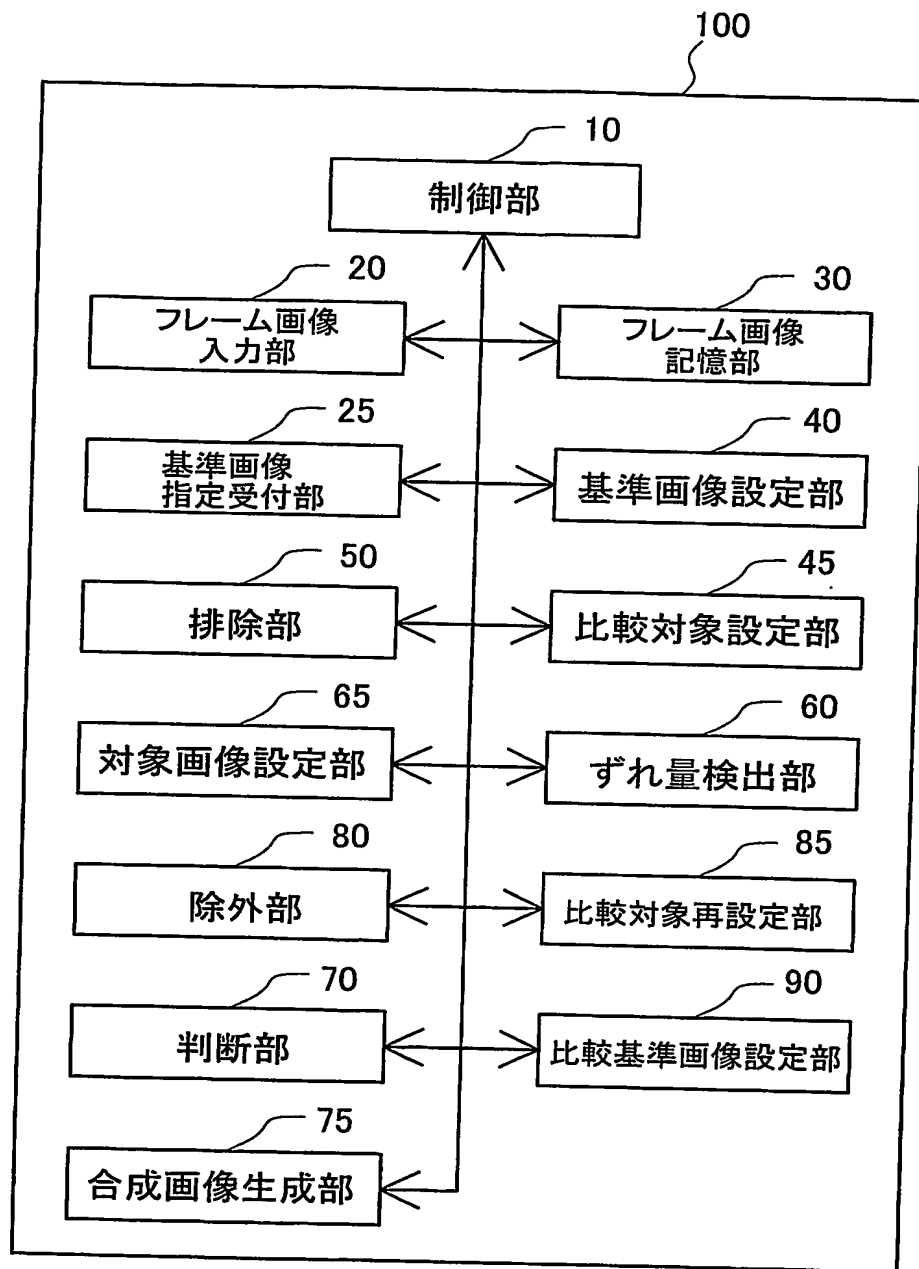 100
10
制御部
20
フレーム画像
入力部
30
フレーム画像
記憶部
25
基準画像
指定受付部
40
基準画像設定部
50
排除部
45
比較対象設定部
65
対象画像設定部
60
ずれ量検出部
80
除外部
85
比較対象再設定部
70
判断部
90
比較基準画像設定部
75
合成画像生成部